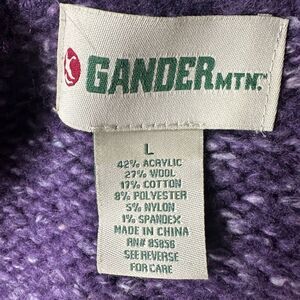 GANDER MTN.™
L
42% ACRYLIC
27% WOOL
17% COTTON
8% POLYESTER
5% NYLON
1% SPANDEX
MADE IN CHINA
RN# 85856
SEE REVERSE
FOR CARE